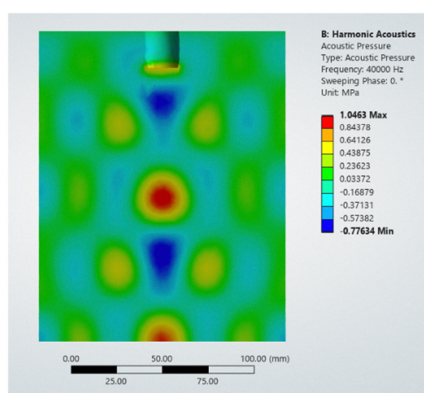 B: Harmonic Acoustics
Acoustic Pressure
Type: Acoustic Pressure
Frequency: 40000 Hz
Sweeping Phase: 0. °
Unit: MPa
1.0463 Max
0.84378
0.64126
0.43875
0.23623
0.03372
-0.16879
-0.37131
-0.57382
-0.77634 Min
0.00 50.00 100.00 (mm)
25.00 75.00